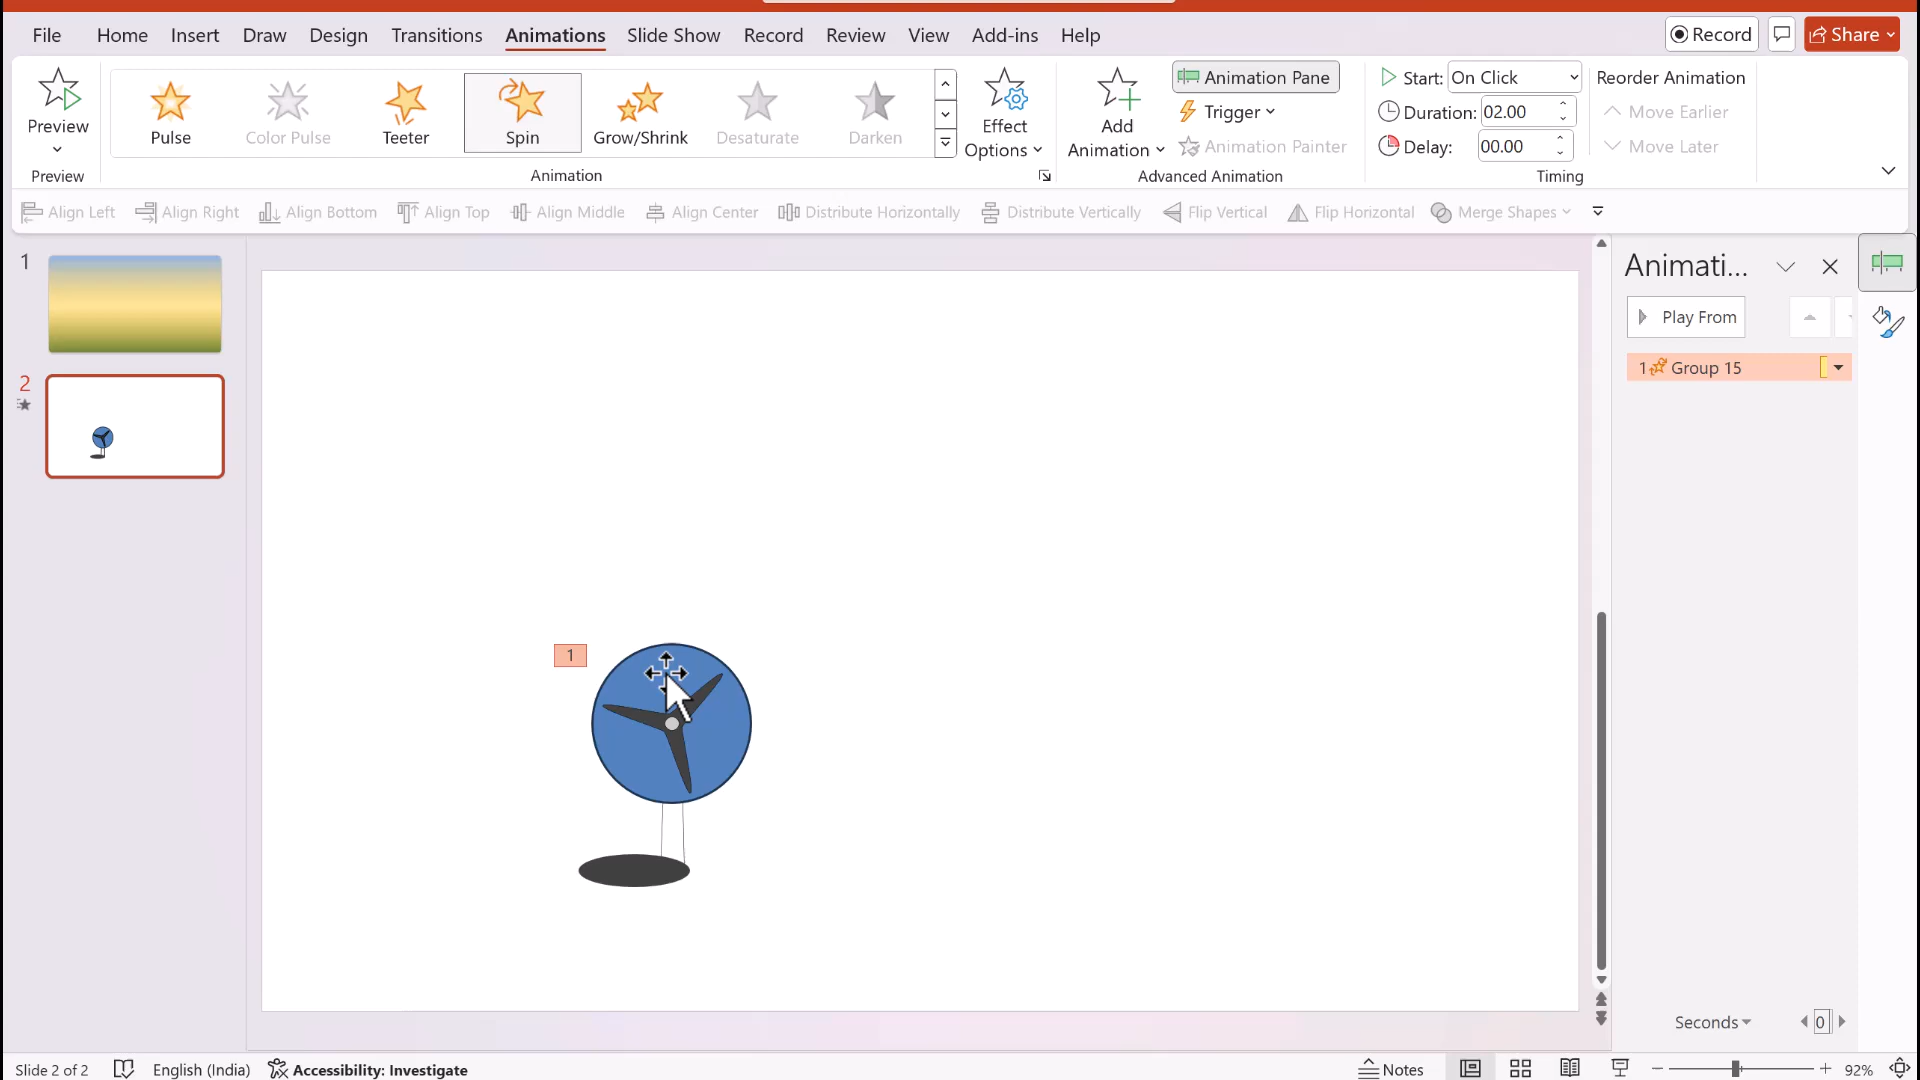 File Home Insert Draw Design Transitions Animations Slide Show Record Review View Add-ins Help Record Share
Preview
Pulse Color Pulse Teeter Spin Grow/Shrink Desaturate Darken
Effect Options
Add Animation
Animation Pane
Trigger
Animation Painter
Start: On Click
Duration: 02.00
Delay: 00.00
Reorder Animation
Move Earlier
Move Later
Preview Animation Advanced Animation Timing
Align Left Align Right Align Bottom Align Top Align Middle Align Center Distribute Horizontally Distribute Vertically Flip Vertical Flip Horizontal Merge Shapes
1
2
1
Animati...
Play From
1 Group 15
Seconds 0
Slide 2 of 2 English (India) Accessibility: Investigate Notes 92%